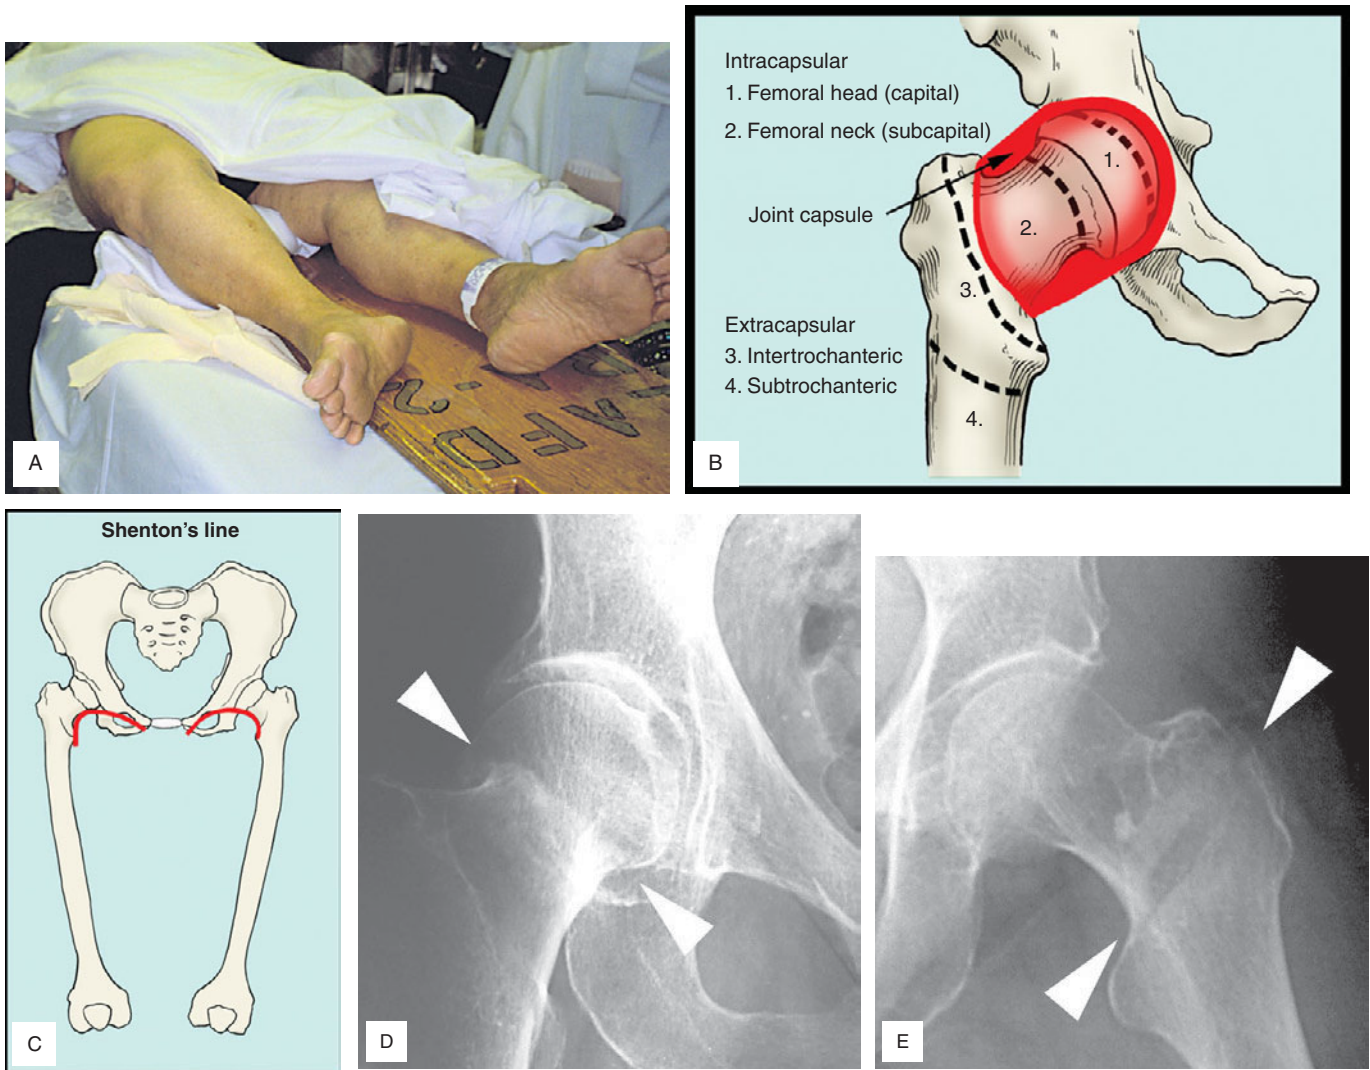 A
Intracapsular
1. Femoral head (capital)
2. Femoral neck (subcapital)
Joint capsule
Extracapsular
3. Intertrochanteric
4. Subtrochanteric
1.
2.
3.
4.
B
Shenton's line
C
D
E